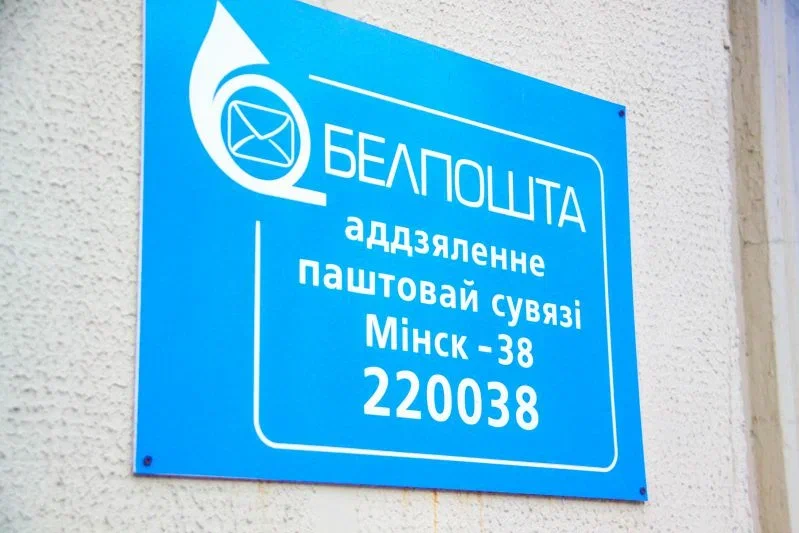 БЕЛПОШТА
аддзяленне
паштовай сувязі
Мінск - 38
220038